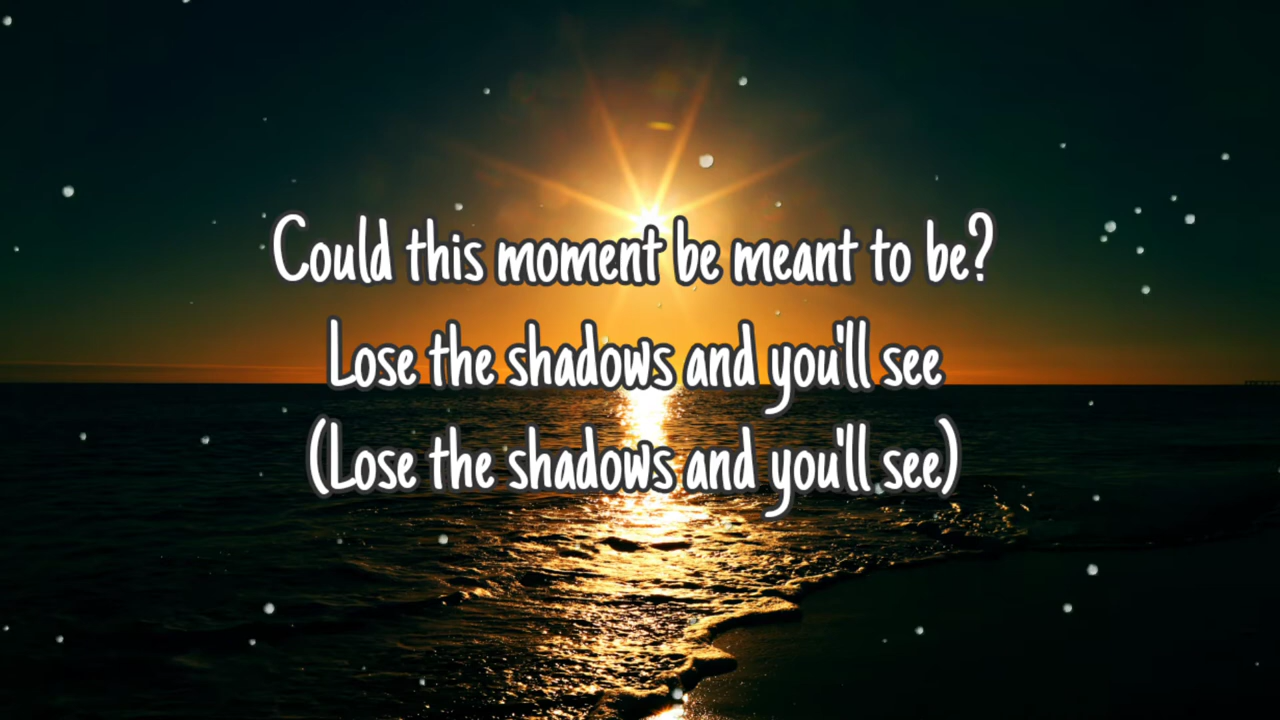 Could this moment be meant to be?
Lose the shadows and you'll see
(Lose the shadows and you'll see)